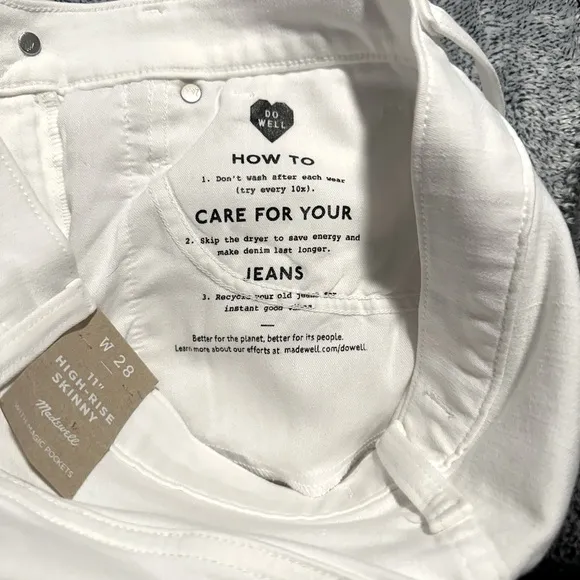 DO
WELL
HOW TO
1. Don't wash after each wear
(try every 10x).
CARE FOR YOUR
2. Skip the dryer to save energy and
make denim last longer.
JEANS
3. Recycle your old jeans for
instant good vibes.
Better for the planet, better for its people.
Learn more about our efforts at madewell.com/dowell.
W 28
11"
HIGH-RISE
SKINNY
Madewell
WITH MAGIC POCKETS